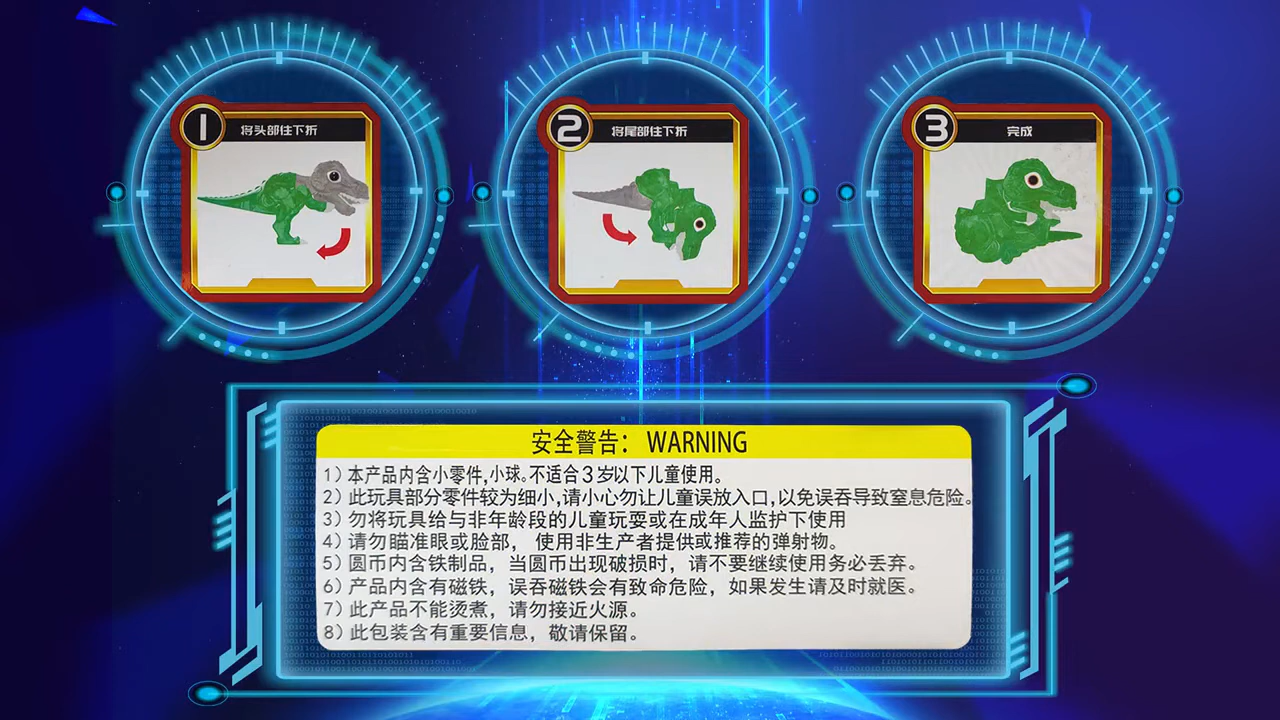 1
将头部往下折
2
将尾部往下折
3
完成
安全警告: WARNING
1）本产品内含小零件,小球。不适合3岁以下儿童使用。
2）此玩具部分零件较为细小,请小心勿让儿童误放入口,以免误吞导致窒息危险。
3）勿将玩具给与非年龄段的儿童玩耍或在成年人监护下使用
4）请勿瞄准眼或脸部，使用非生产者提供或推荐的弹射物。
5）圆币内含铁制品，当圆币出现破损时，请不要继续使用务必丢弃。
6）产品内含有磁铁，误吞磁铁会有致命危险，如果发生请及时就医。
7）此产品不能烫煮，请勿接近火源。
8）此包装含有重要信息，敬请保留。